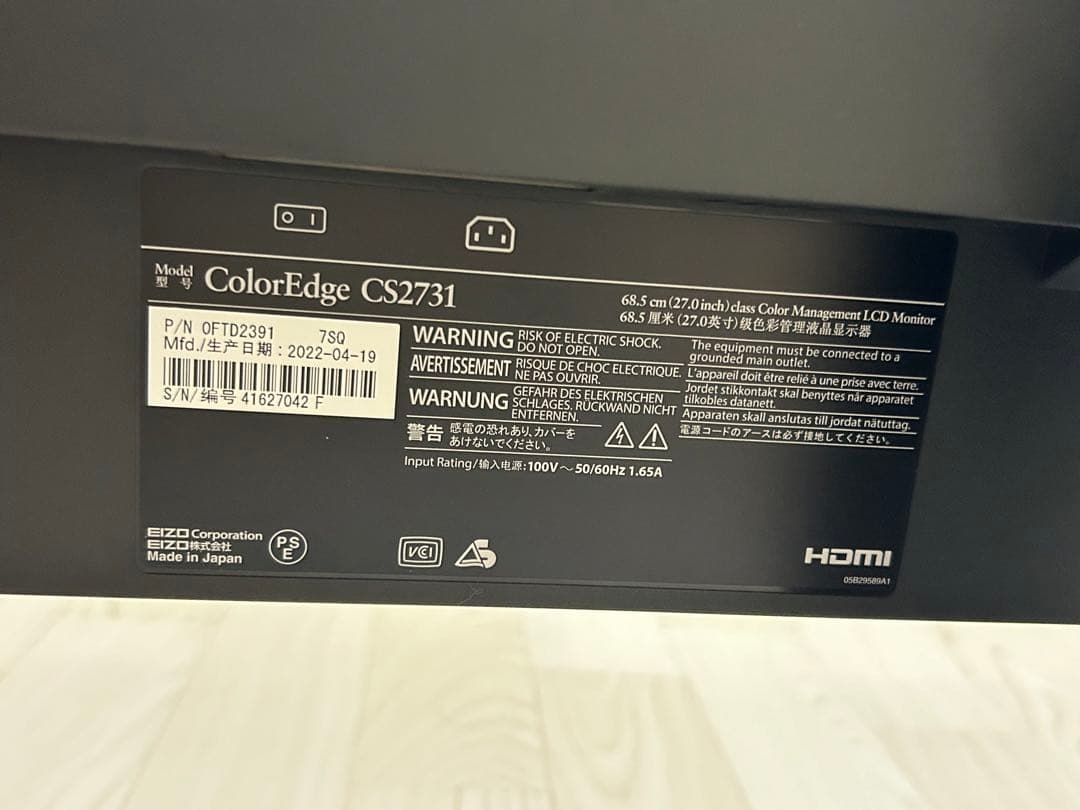 Model
型 号
ColorEdge CS2731
68.5 cm (27.0 inch) class Color Management LCD Monitor
68.5 厘米 (27.0英寸) 级色彩管理液晶显示器
P/N 0FTD2391 7SQ
Mfd./生产日期：2022-04-19
S/N/编号 41627042 F
WARNING RISK OF ELECTRIC SHOCK.
DO NOT OPEN.
AVERTISSEMENT RISQUE DE CHOC ELECTRIQUE.
NE PAS OUVRIR.
WARNUNG GEFAHR DES ELEKTRISCHEN
SCHLAGES. RÜCKWAND NICHT
ENTFERNEN.
警告 感電の恐れあり、カバーを
あけないでください。
Input Rating/输入电源: 100V～ 50/60Hz 1.65A
The equipment must be connected to a
grounded main outlet.
L'appareil doit être relié à une prise avec terre.
Jordet stikkontakt skal benyttes når apparatet
tilkobles datanett.
Apparaten skall anslutas till jordat nätuttag.
電源コードのアースは必ず接地してください。
EIZO Corporation
EIZO株式会社
Made in Japan
PSE
VCCI
HDMI
05B29589A1